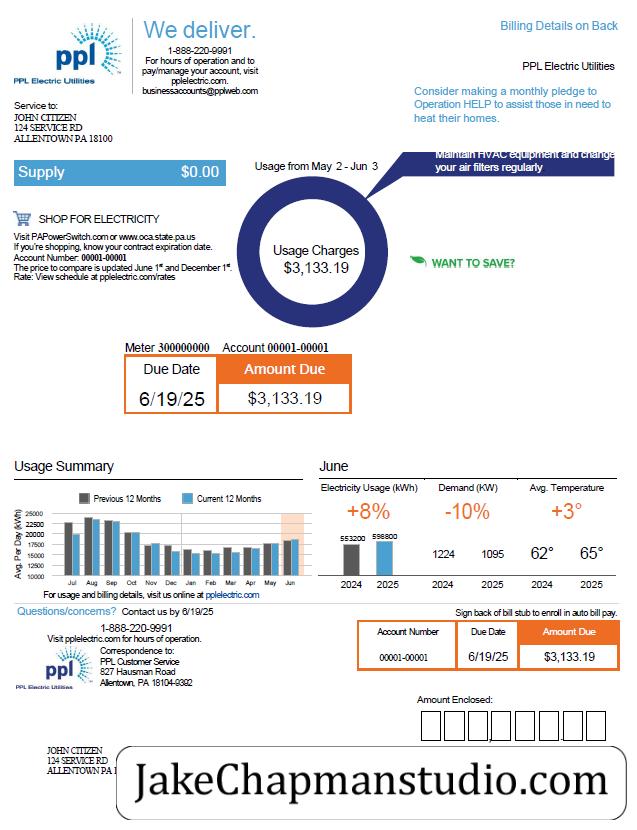 We deliver.
1-888-220-9991
For hours of operation and to
pay/manage your account, visit
pplelectric.com.
businessaccounts@pplweb.com
ppl
PPL Electric Utilities
Billing Details on Back
PPL Electric Utilities
Consider making a monthly pledge to
Operation HELP to assist those in need to
heat their homes.
Service to:
JOHN CITIZEN
124 SERVICE RD
ALLENTOWN PA 18100
Supply $0.00
Usage from May 2 - Jun 3
Maintain HVAC equipment and change
your air filters regularly
SHOP FOR ELECTRICITY
Visit PAPowerSwitch.com or www.oca.state.pa.us
If you're shopping, know your contract expiration date.
Account Number: 00001-00001
The price to compare is updated June 1st and December 1st.
Rate: View schedule at pplelectric.com/rates
Usage Charges
$3,133.19
WANT TO SAVE?
Meter 300000000 Account 00001-00001
Due Date Amount Due
6/19/25 $3,133.19
Usage Summary
Previous 12 Months Current 12 Months
Avg. Per Day (kWh)
25000
22500
20000
17500
15000
12500
10000
Jul Aug Sep Oct Nov Dec Jan Feb Mar Apr May Jun
For usage and billing details, visit us online at pplelectric.com
June
Electricity Usage (kWh) Demand (KW) Avg. Temperature
+8% -10% +3°
553200 598800
1224 1095 62° 65°
2024 2025 2024 2025 2024 2025
Questions/concerns? Contact us by 6/19/25
1-888-220-9991
Visit pplelectric.com for hours of operation.
Correspondence to:
PPL Customer Service
827 Hausman Road
Allentown, PA 18104-9392
ppl
PPL Electric Utilities
Sign back of bill stub to enroll in auto bill pay.
Account Number Due Date Amount Due
00001-00001 6/19/25 $3,133.19
Amount Enclosed:
JOHN CITIZEN
124 SERVICE RD
ALLENTOWN PA 1
JakeChapmanstudio.com